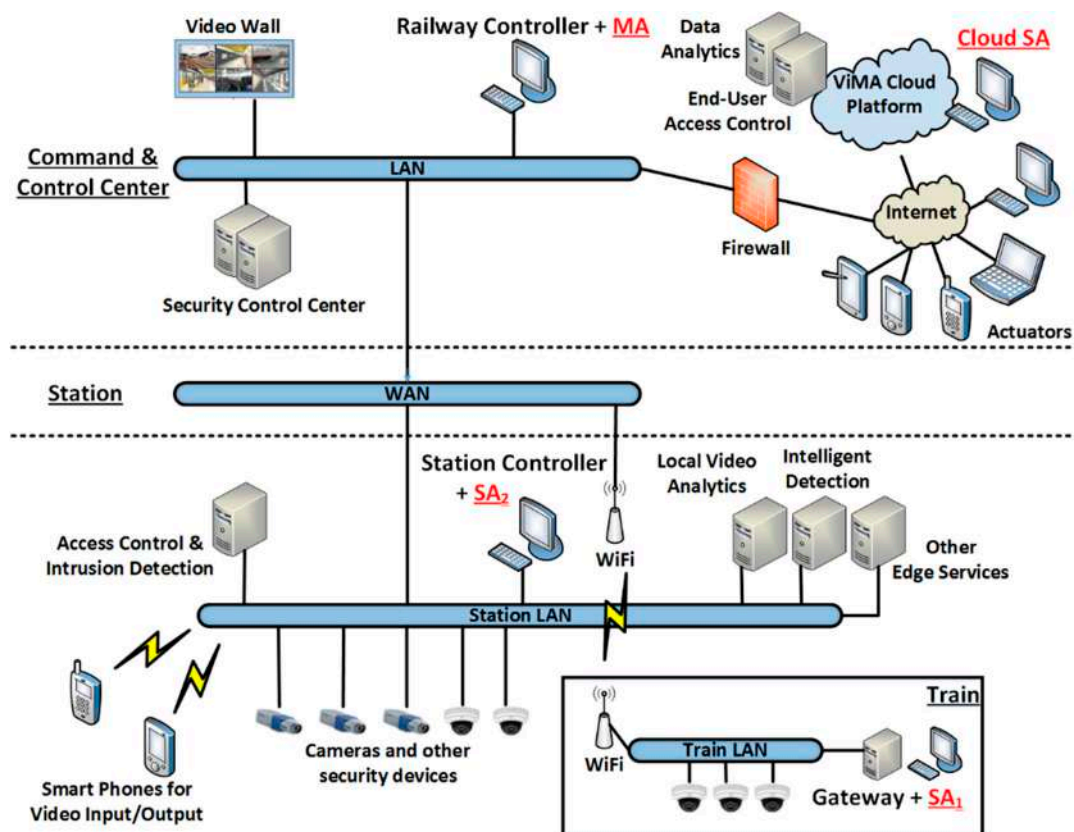 Video Wall
Railway Controller + MA
Data
Analytics
Cloud SA
ViMA Cloud
Platform
End-User
Access Control
Command &
Control Center
LAN
Internet
Firewall
Security Control Center
Actuators
Station
WAN
Station Controller
+ SA₂
Local Video
Analytics
Intelligent
Detection
Access Control &
Intrusion Detection
WiFi
Other
Edge Services
Station LAN
Cameras and other
security devices
Smart Phones for
Video Input/Output
Train
WiFi
Train LAN
Gateway + SA₁